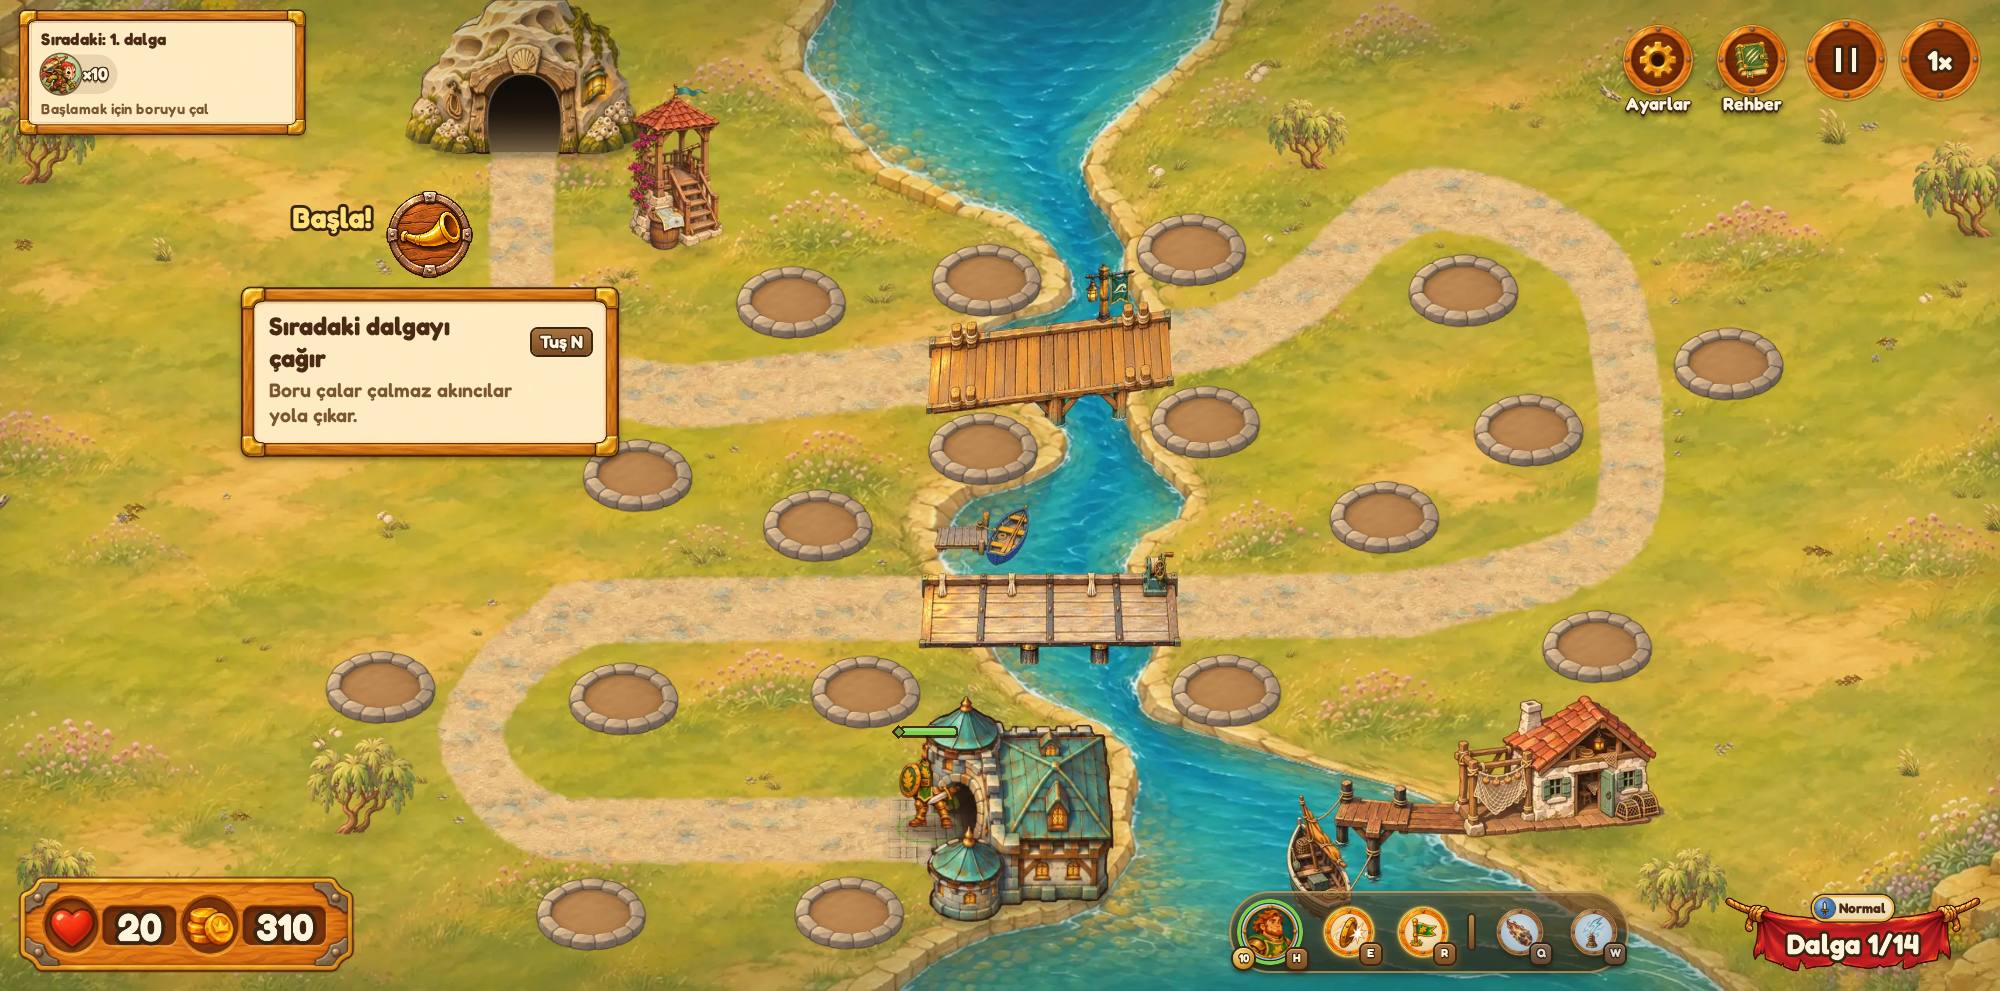 Sıradaki: 1. dalga
x10
Başlamak için boruyu çal
Ayarlar
Rehber
1x
Başla!
Sıradaki dalgayı
çağır
Tuş N
Boru çalar çalmaz akıncılar
yola çıkar.
20
310
10
H
E
R
Q
W
Normal
Dalga 1/14